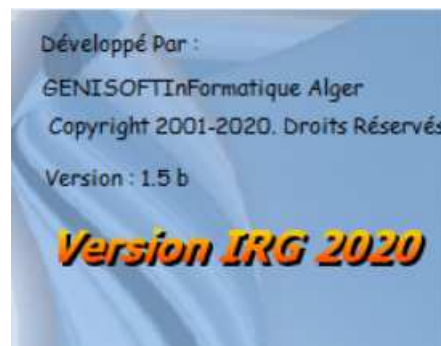 Développé Par :
GENISOFTInFormatique Alger
Copyright 2001-2020. Droits Réservés
Version : 1.5 b
Version IRG 2020